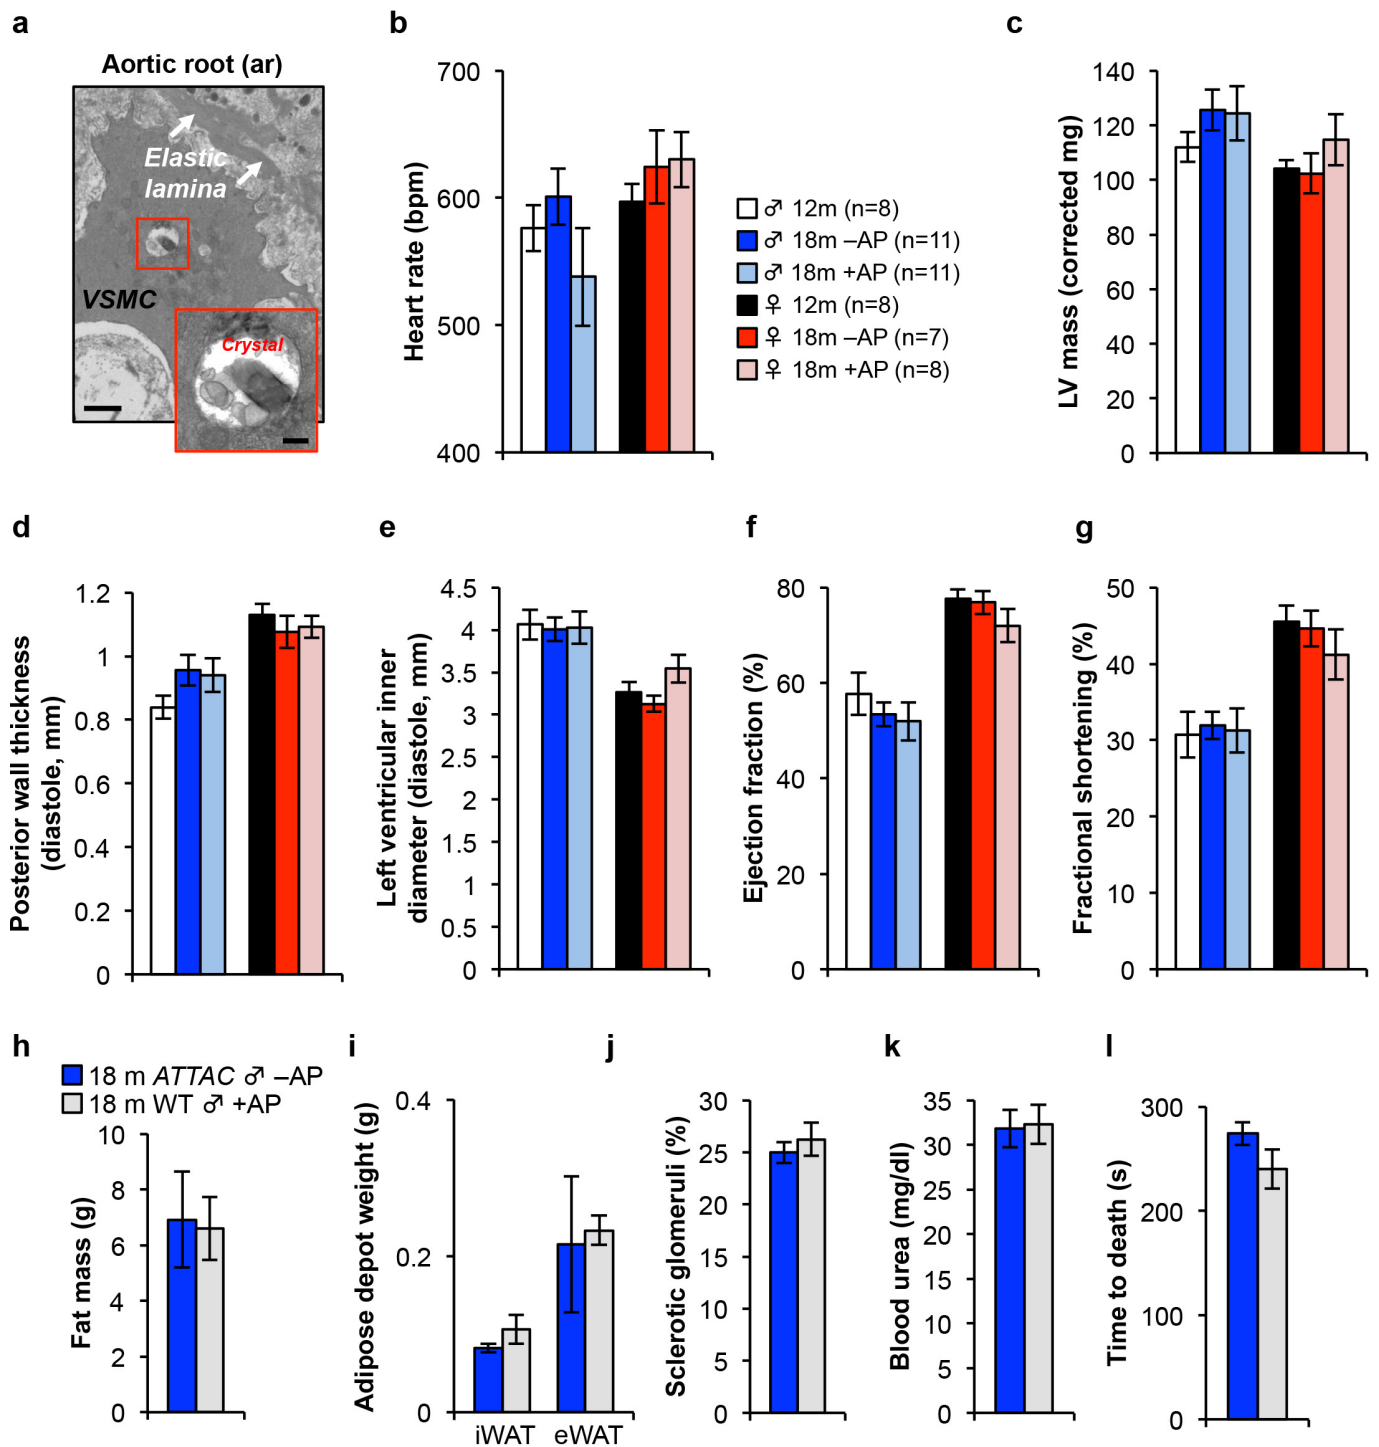 a
Aortic root (ar)
Elastic
lamina
VSMC
Crystal
b
Heart rate (bpm)
700
600
500
400
♂ 12m (n=8)
♂ 18m –AP (n=11)
♂ 18m +AP (n=11)
♀ 12m (n=8)
♀ 18m –AP (n=7)
♀ 18m +AP (n=8)
c
LV mass (corrected mg)
140
120
100
80
60
40
20
0
d
Posterior wall thickness
(diastole, mm)
1.2
1
0.8
0.6
0.4
0.2
0
e
Left ventricular inner
diameter (diastole, mm)
4.5
4
3.5
3
2.5
2
1.5
1
0.5
0
f
Ejection fraction (%)
80
60
40
20
0
g
Fractional shortening (%)
50
40
30
20
10
0
h
18 m ATTAC ♂ –AP
18 m WT ♂ +AP
Fat mass (g)
10
8
6
4
2
0
i
Adipose depot weight (g)
0.4
0.2
0
iWAT eWAT
j
Sclerotic glomeruli (%)
30
25
20
15
10
5
0
k
Blood urea (mg/dl)
35
30
25
20
15
10
5
0
l
Time to death (s)
300
200
100
0